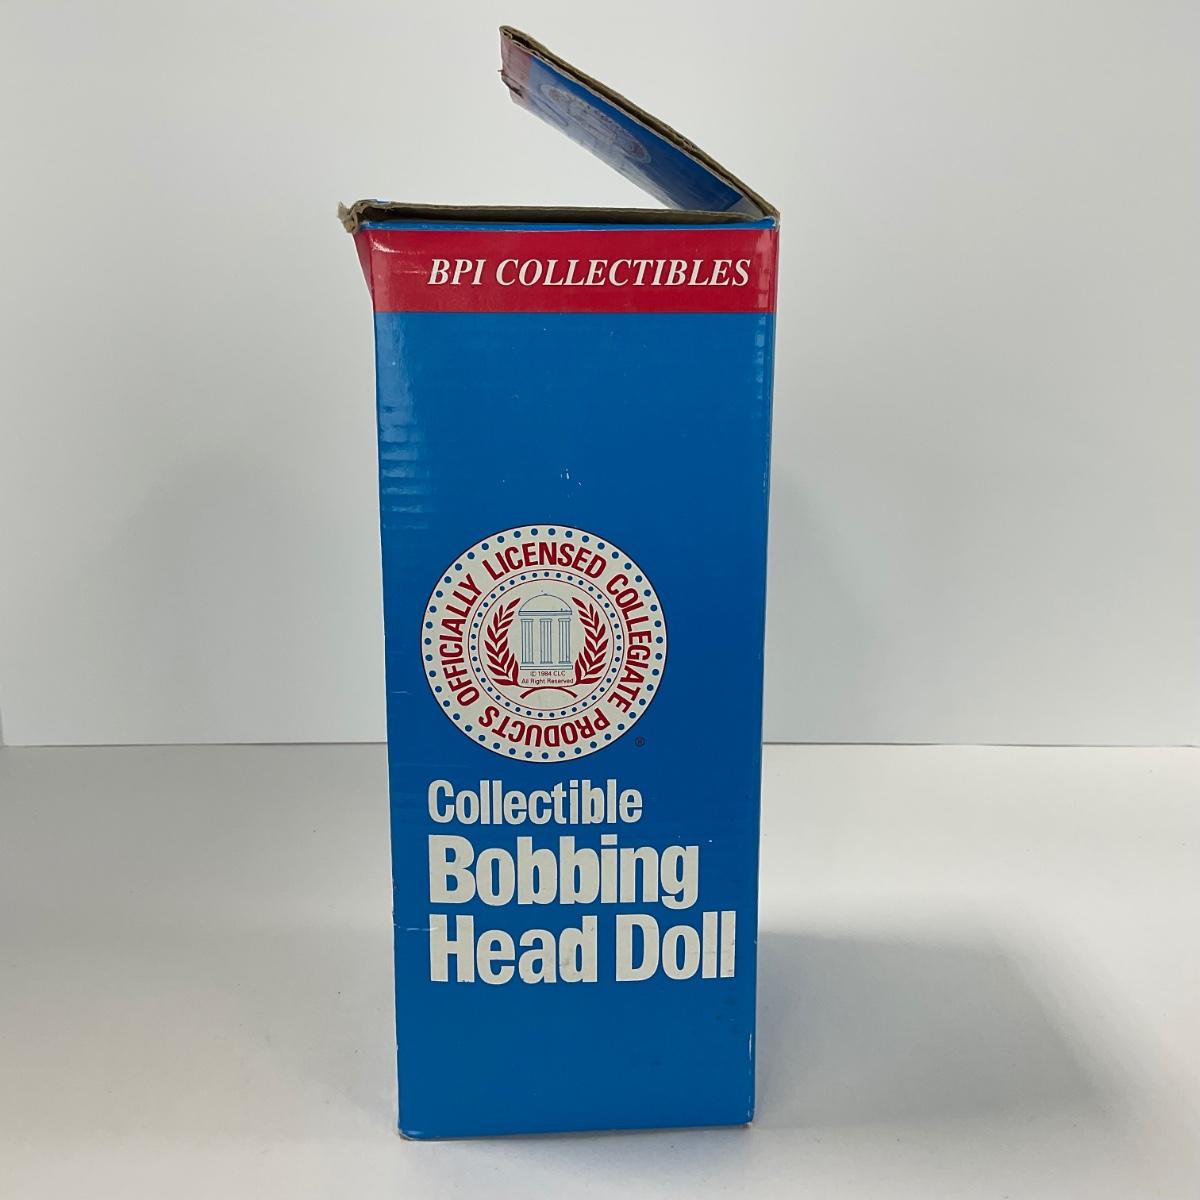 BPI COLLECTIBLES
OFFICIALLY LICENSED COLLEGIATE PRODUCTS
© 1984 CLC
All Right Reserved
®
Collectible
Bobbing
Head Doll